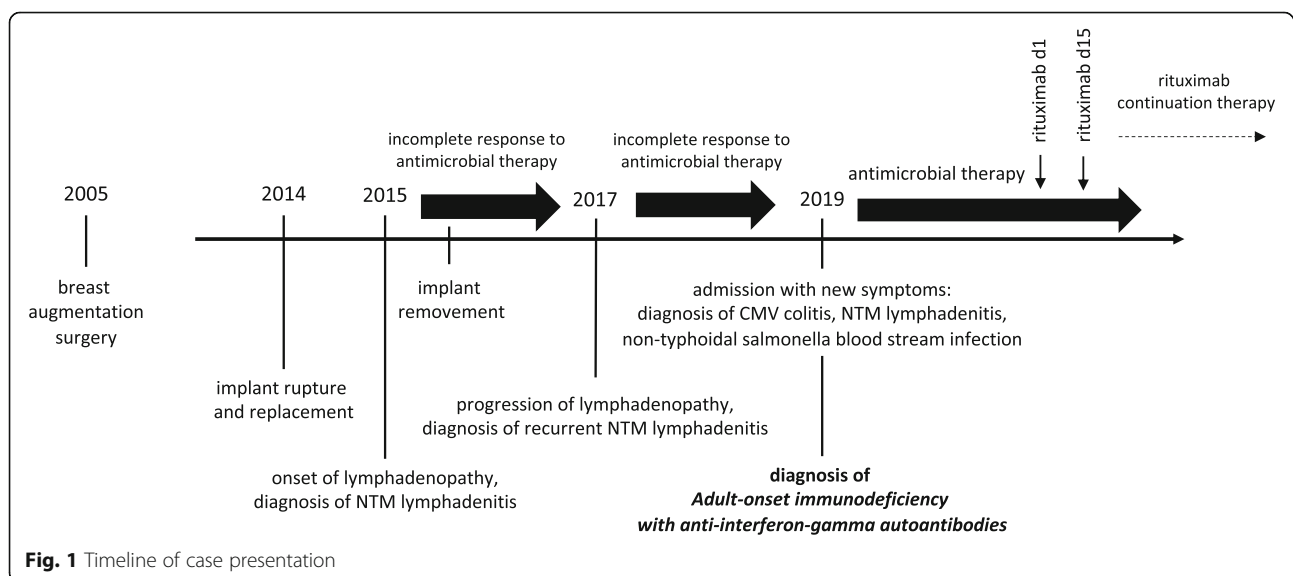 rituximab d1
rituximab d15
rituximab
continuation therapy
incomplete response to
antimicrobial therapy
incomplete response to
antimicrobial therapy
antimicrobial therapy
2005
2014
2015
2017
2019
breast
augmentation
surgery
implant
removement
admission with new symptoms:
diagnosis of CMV colitis, NTM lymphadenitis,
non-typhoidal salmonella blood stream infection
implant rupture
and replacement
progression of lymphadenopathy,
diagnosis of recurrent NTM lymphadenitis
onset of lymphadenopathy,
diagnosis of NTM lymphadenitis
diagnosis of
Adult-onset immunodeficiency
with anti-interferon-gamma autoantibodies
Fig. 1 Timeline of case presentation